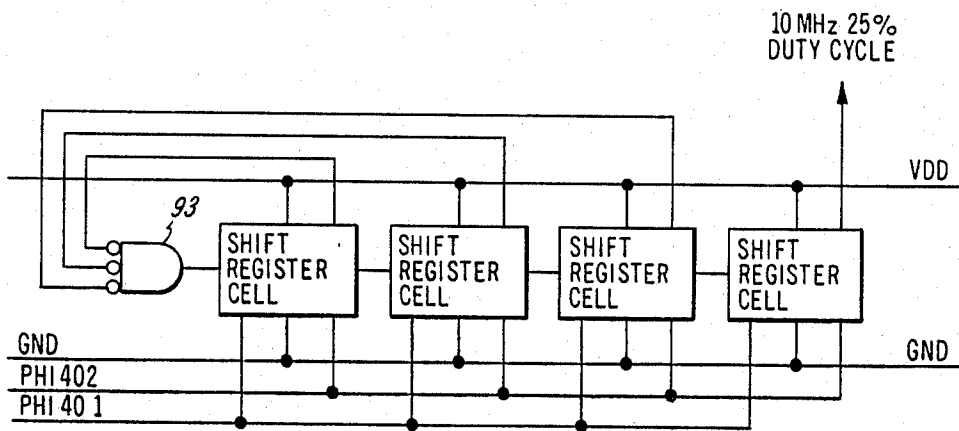 10 MHz 25%
DUTY CYCLE
VDD
93
SHIFT
REGISTER
CELL
SHIFT
REGISTER
CELL
SHIFT
REGISTER
CELL
SHIFT
REGISTER
CELL
GND
GND
PHI 402
PHI 40 1